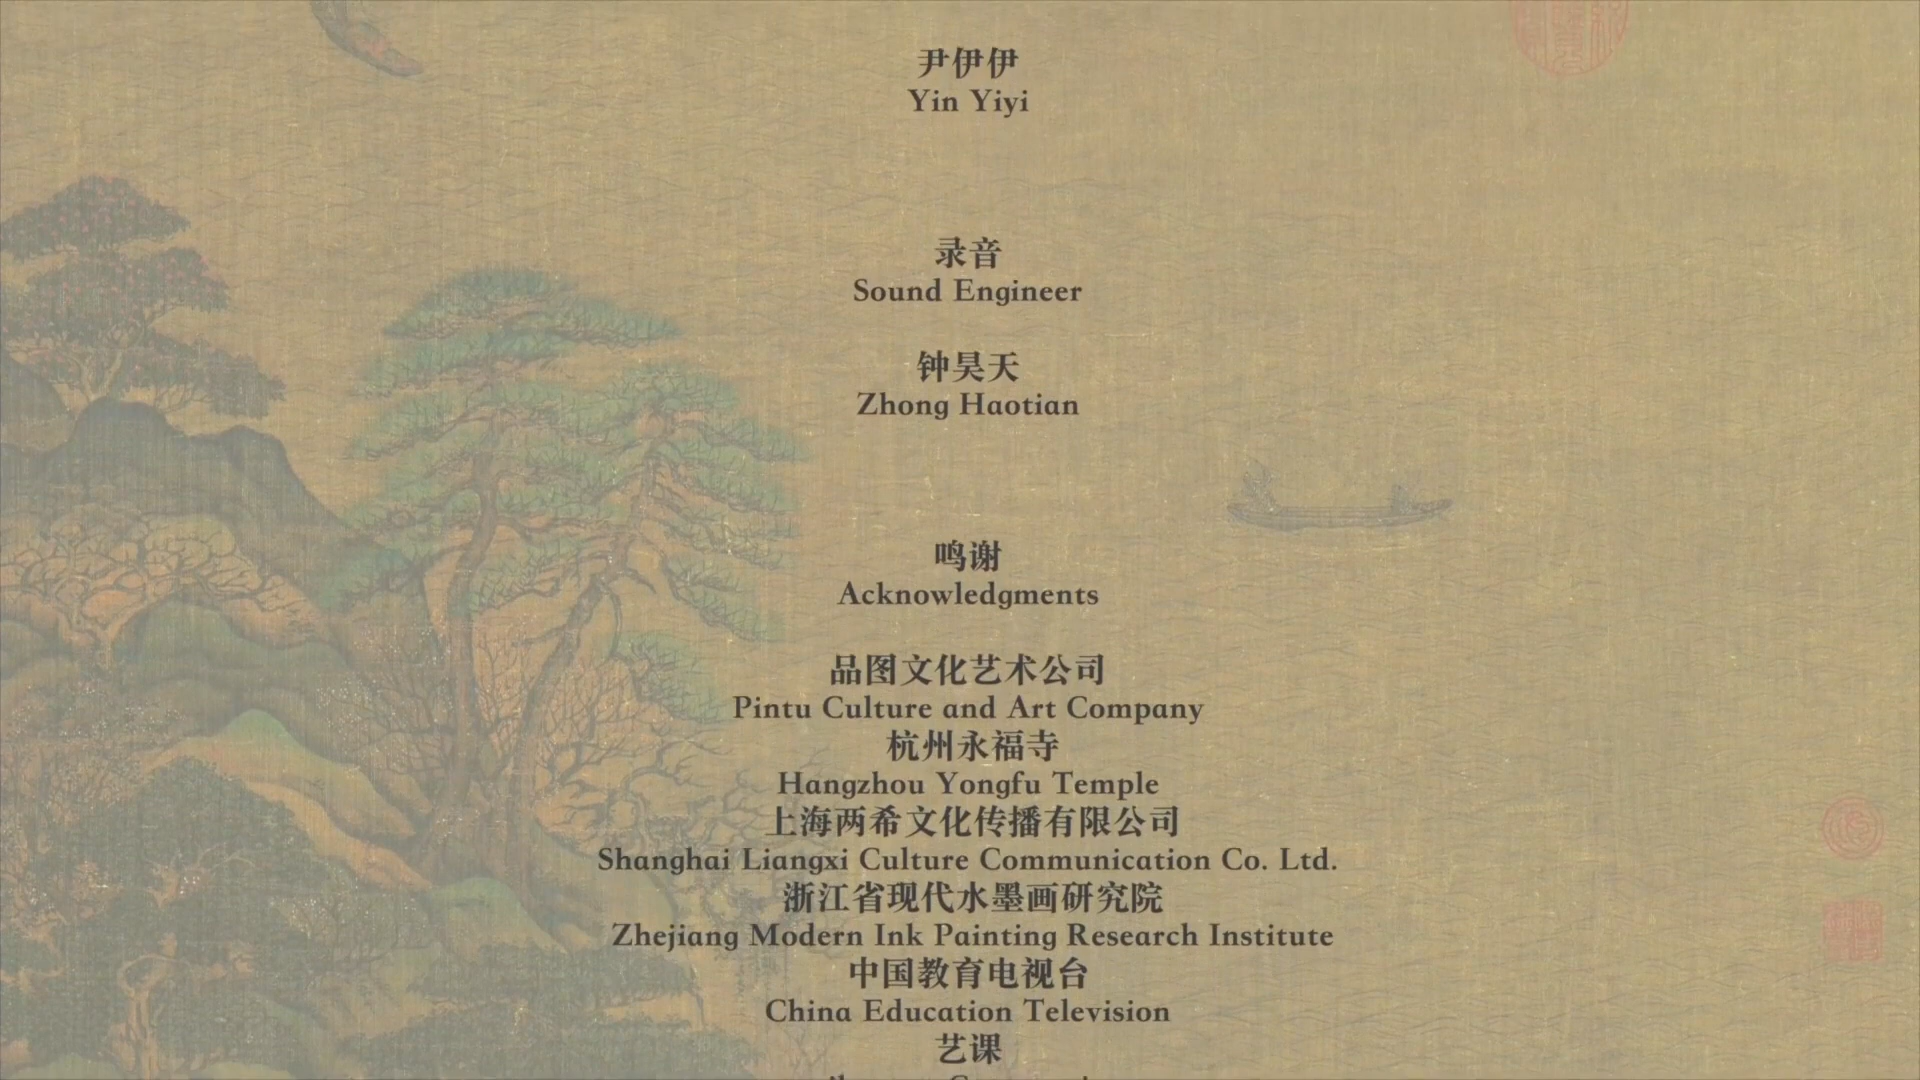 尹伊伊
Yin Yiyi
录音
Sound Engineer
钟昊天
Zhong Haotian
鸣谢
Acknowledgments
品图文化艺术公司
Pintu Culture and Art Company
杭州永福寺
Hangzhou Yongfu Temple
上海两希文化传播有限公司
Shanghai Liangxi Culture Communication Co. Ltd.
浙江省现代水墨画研究院
Zhejiang Modern Ink Painting Research Institute
中国教育电视台
China Education Television
艺课